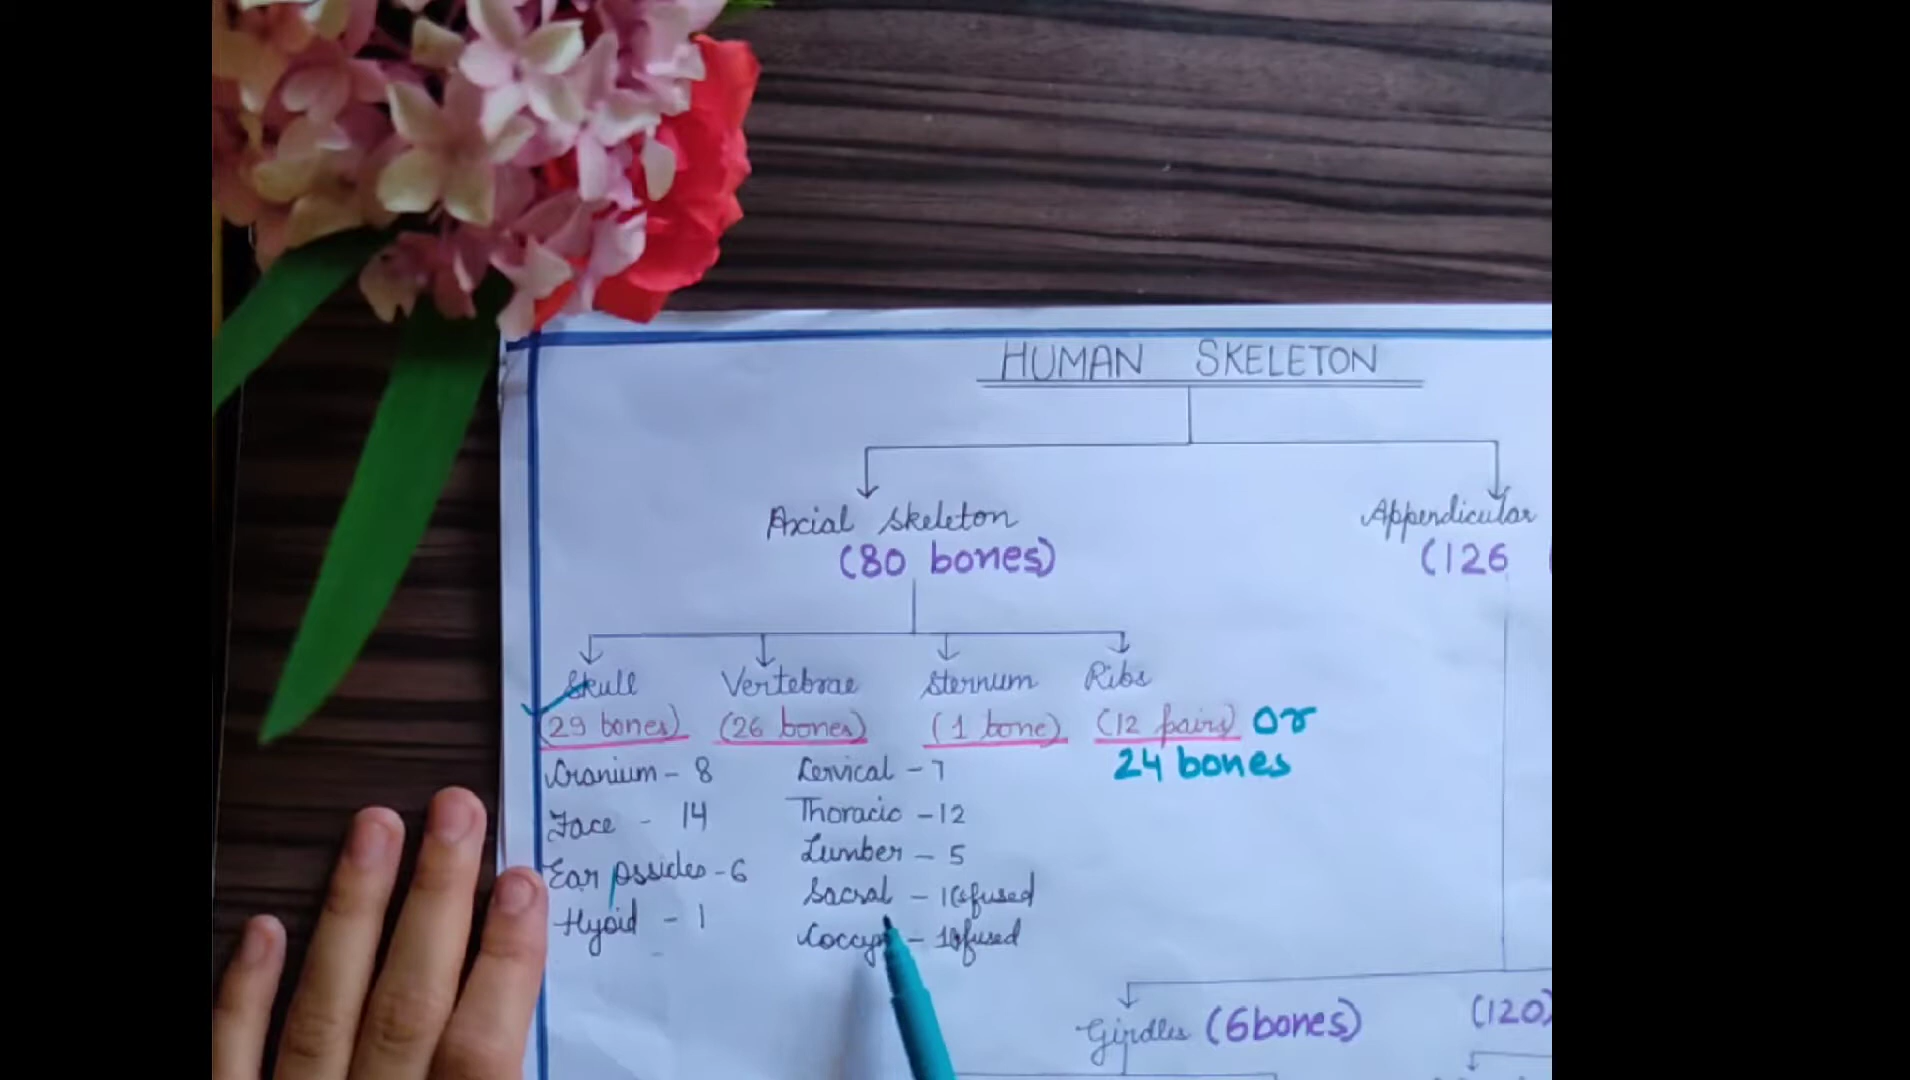 HUMAN SKELETON
Axial skeleton
(80 bones)
Appendicular
(126
Skull
(29 bones)
Cranium - 8
Face - 14
Ear ossicles - 6
Hyoid - 1
Vertebrae
(26 bones)
Cervical - 7
Thoracic - 12
Lumber - 5
Sacral - 1 fused
Coccyx - 1 fused
Sternum
(1 bone)
Ribs
(12 pairs) or
24 bones
Girdles (6bones)
(120)